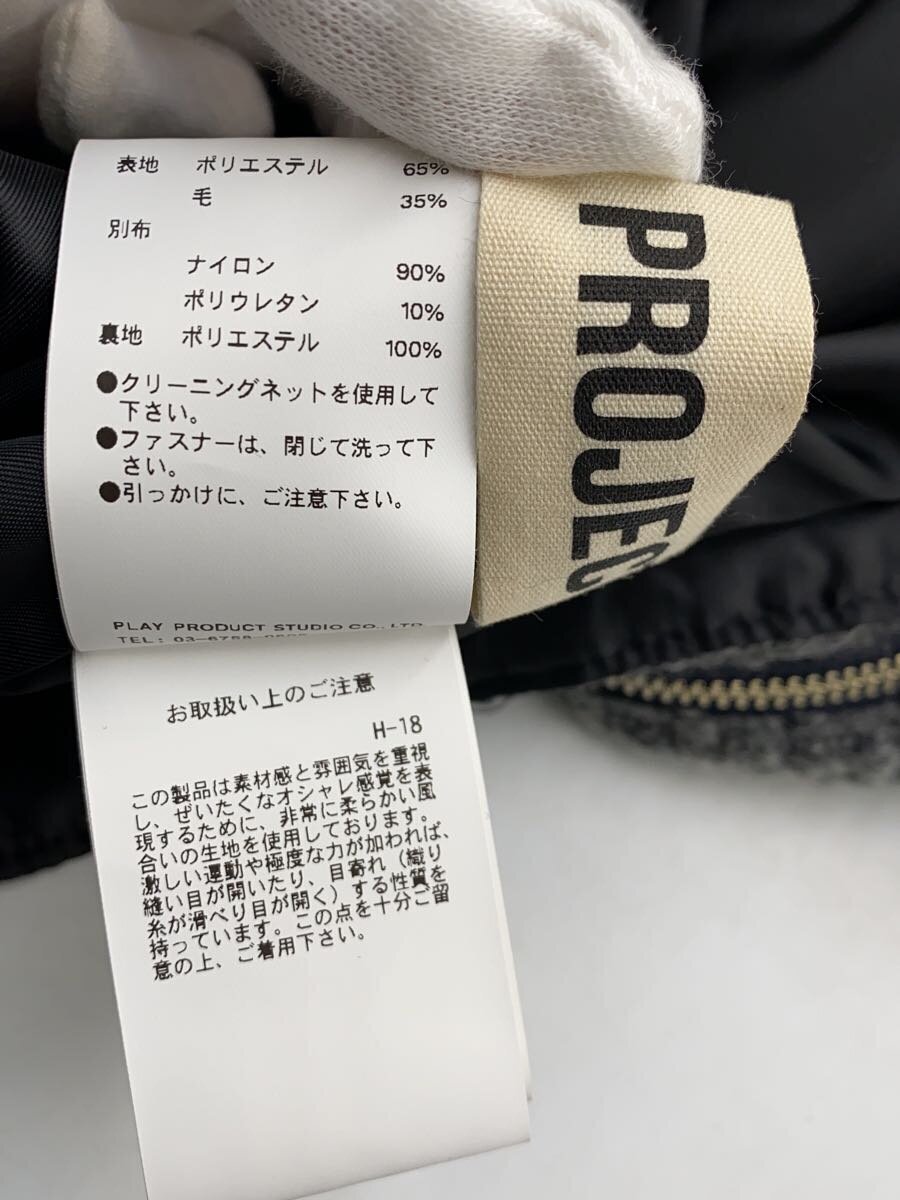 表地 ポリエステル 65%
毛 35%
別布
ナイロン 90%
ポリウレタン 10%
裏地 ポリエステル 100%
●クリーニングネットを使用して
下さい。
●ファスナーは、閉じて洗って下
さい。
●引っかけに、ご注意下さい。
PLAY PRODUCT STUDIO CO., LTD.
TEL:
お取扱い上のご注意
H-18
この製品は素材感と雰囲気を重視
し、ぜいたくなオシャレ感覚を表
現するために、非常に柔らかい風
合いの生地を使用しております。
激しい運動や極度な力が加われば、
縫い目が開いたり、目寄れ（織り
糸が滑べり目が開く）する性質を
持っています。この点を十分ご留
意の上、ご着用下さい。
PROJEC